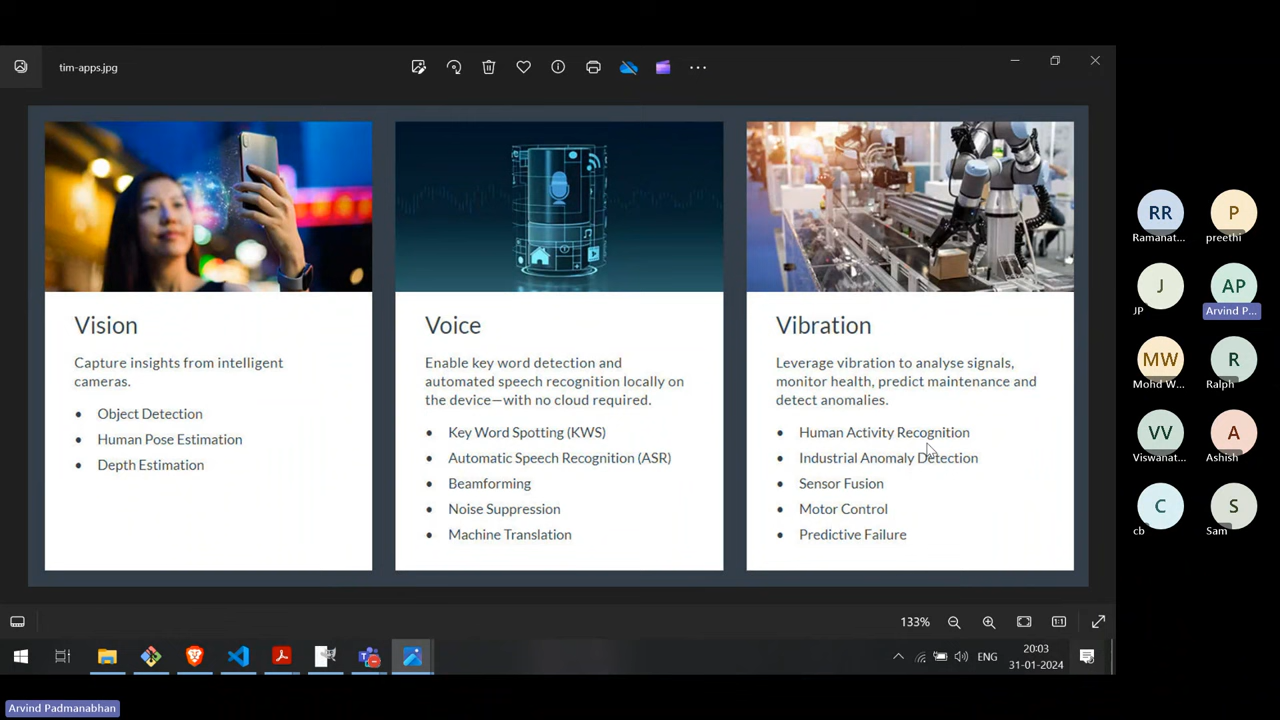 tim-apps.jpg
Vision
Capture insights from intelligent
cameras.
• Object Detection
• Human Pose Estimation
• Depth Estimation
Voice
Enable key word detection and
automated speech recognition locally on
the device—with no cloud required.
• Key Word Spotting (KWS)
• Automatic Speech Recognition (ASR)
• Beamforming
• Noise Suppression
• Machine Translation
Vibration
Leverage vibration to analyse signals,
monitor health, predict maintenance and
detect anomalies.
• Human Activity Recognition
• Industrial Anomaly Detection
• Sensor Fusion
• Motor Control
• Predictive Failure
RR
Ramanat...
P
preethi
J
JP
AP
Arvind P...
MW
Mohd W...
R
Ralph
VV
Viswanat...
A
Ashish
C
cb
S
Sam
133%
1:1
ENG
20:03
31-01-2024
Arvind Padmanabhan